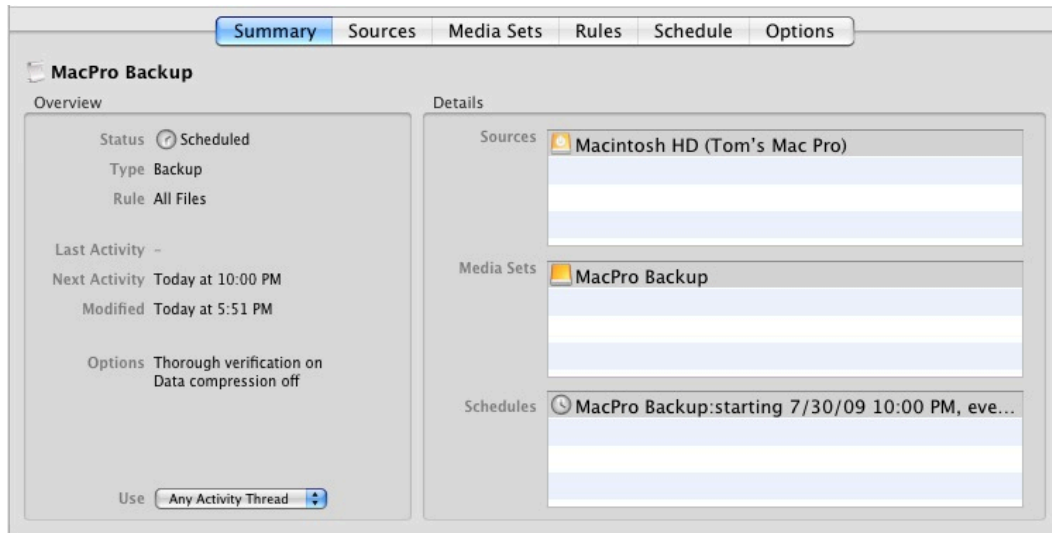 Summary Sources Media Sets Rules Schedule Options
MacPro Backup
Overview
Status Scheduled
Type Backup
Rule All Files
Last Activity –
Next Activity Today at 10:00 PM
Modified Today at 5:51 PM
Options Thorough verification on
Data compression off
Use Any Activity Thread
Details
Sources Macintosh HD (Tom's Mac Pro)
Media Sets MacPro Backup
Schedules MacPro Backup:starting 7/30/09 10:00 PM, eve...